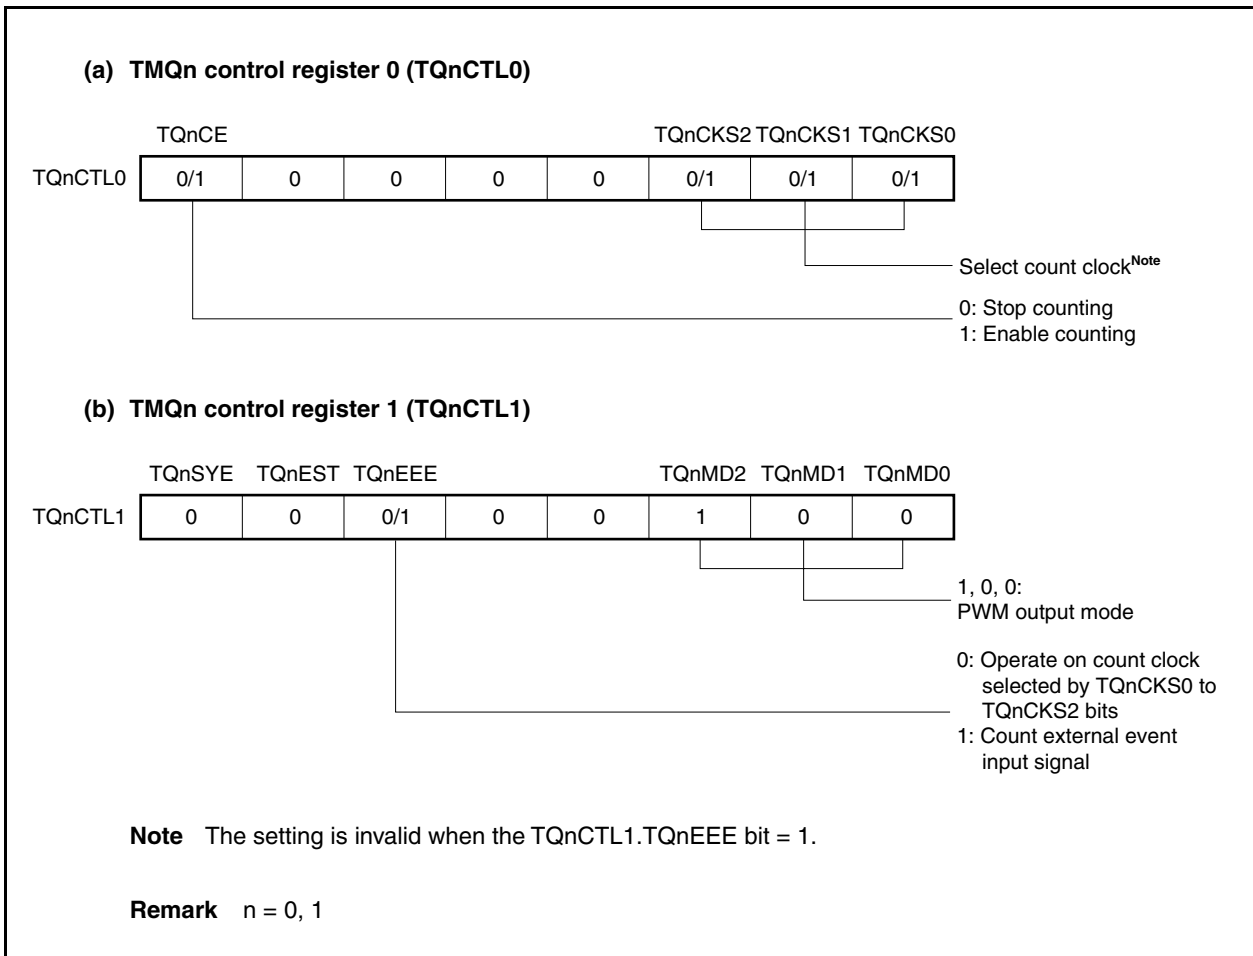 (a) TMQn control register 0 (TQnCTL0)
TQnCE TQnCKS2 TQnCKS1 TQnCKS0
TQnCTL0 0/1 0 0 0 0 0/1 0/1 0/1
Select count clockNote
0: Stop counting
1: Enable counting
(b) TMQn control register 1 (TQnCTL1)
TQnSYE TQnEST TQnEEE TQnMD2 TQnMD1 TQnMD0
TQnCTL1 0 0 0/1 0 0 1 0 0
1, 0, 0:
PWM output mode
0: Operate on count clock
selected by TQnCKS0 to
TQnCKS2 bits
1: Count external event
input signal
Note The setting is invalid when the TQnCTL1.TQnEEE bit = 1.
Remark n = 0, 1